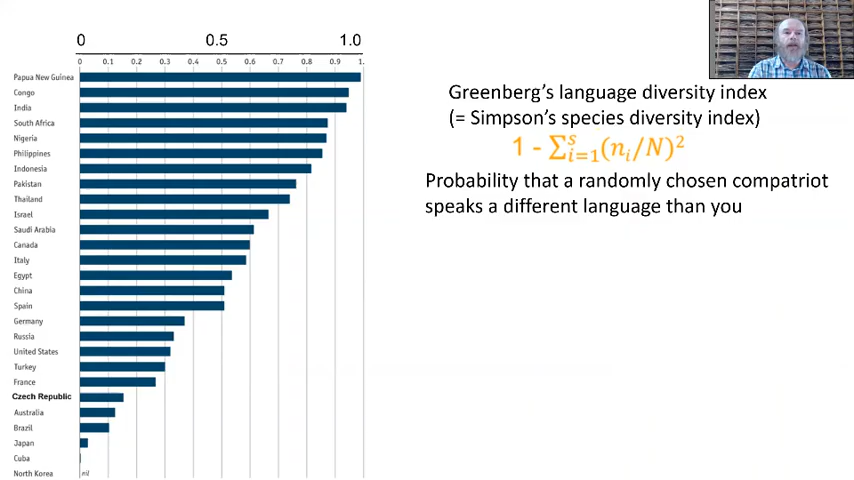 0 0.5 1.0
0. 0.1 0.2 0.3 0.4 0.5 0.6 0.7 0.8 0.9 1.
Papua New Guinea
Congo
India
South Africa
Nigeria
Philippines
Indonesia
Pakistan
Thailand
Israel
Saudi Arabia
Canada
Italy
Egypt
China
Spain
Germany
Russia
United States
Turkey
France
Czech Republic
Australia
Brazil
Japan
Cuba
North Korea nil
Greenberg’s language diversity index
(= Simpson’s species diversity index)
1 - ∑ˢᵢ₌₁(nᵢ/N)²
Probability that a randomly chosen compatriot
speaks a different language than you